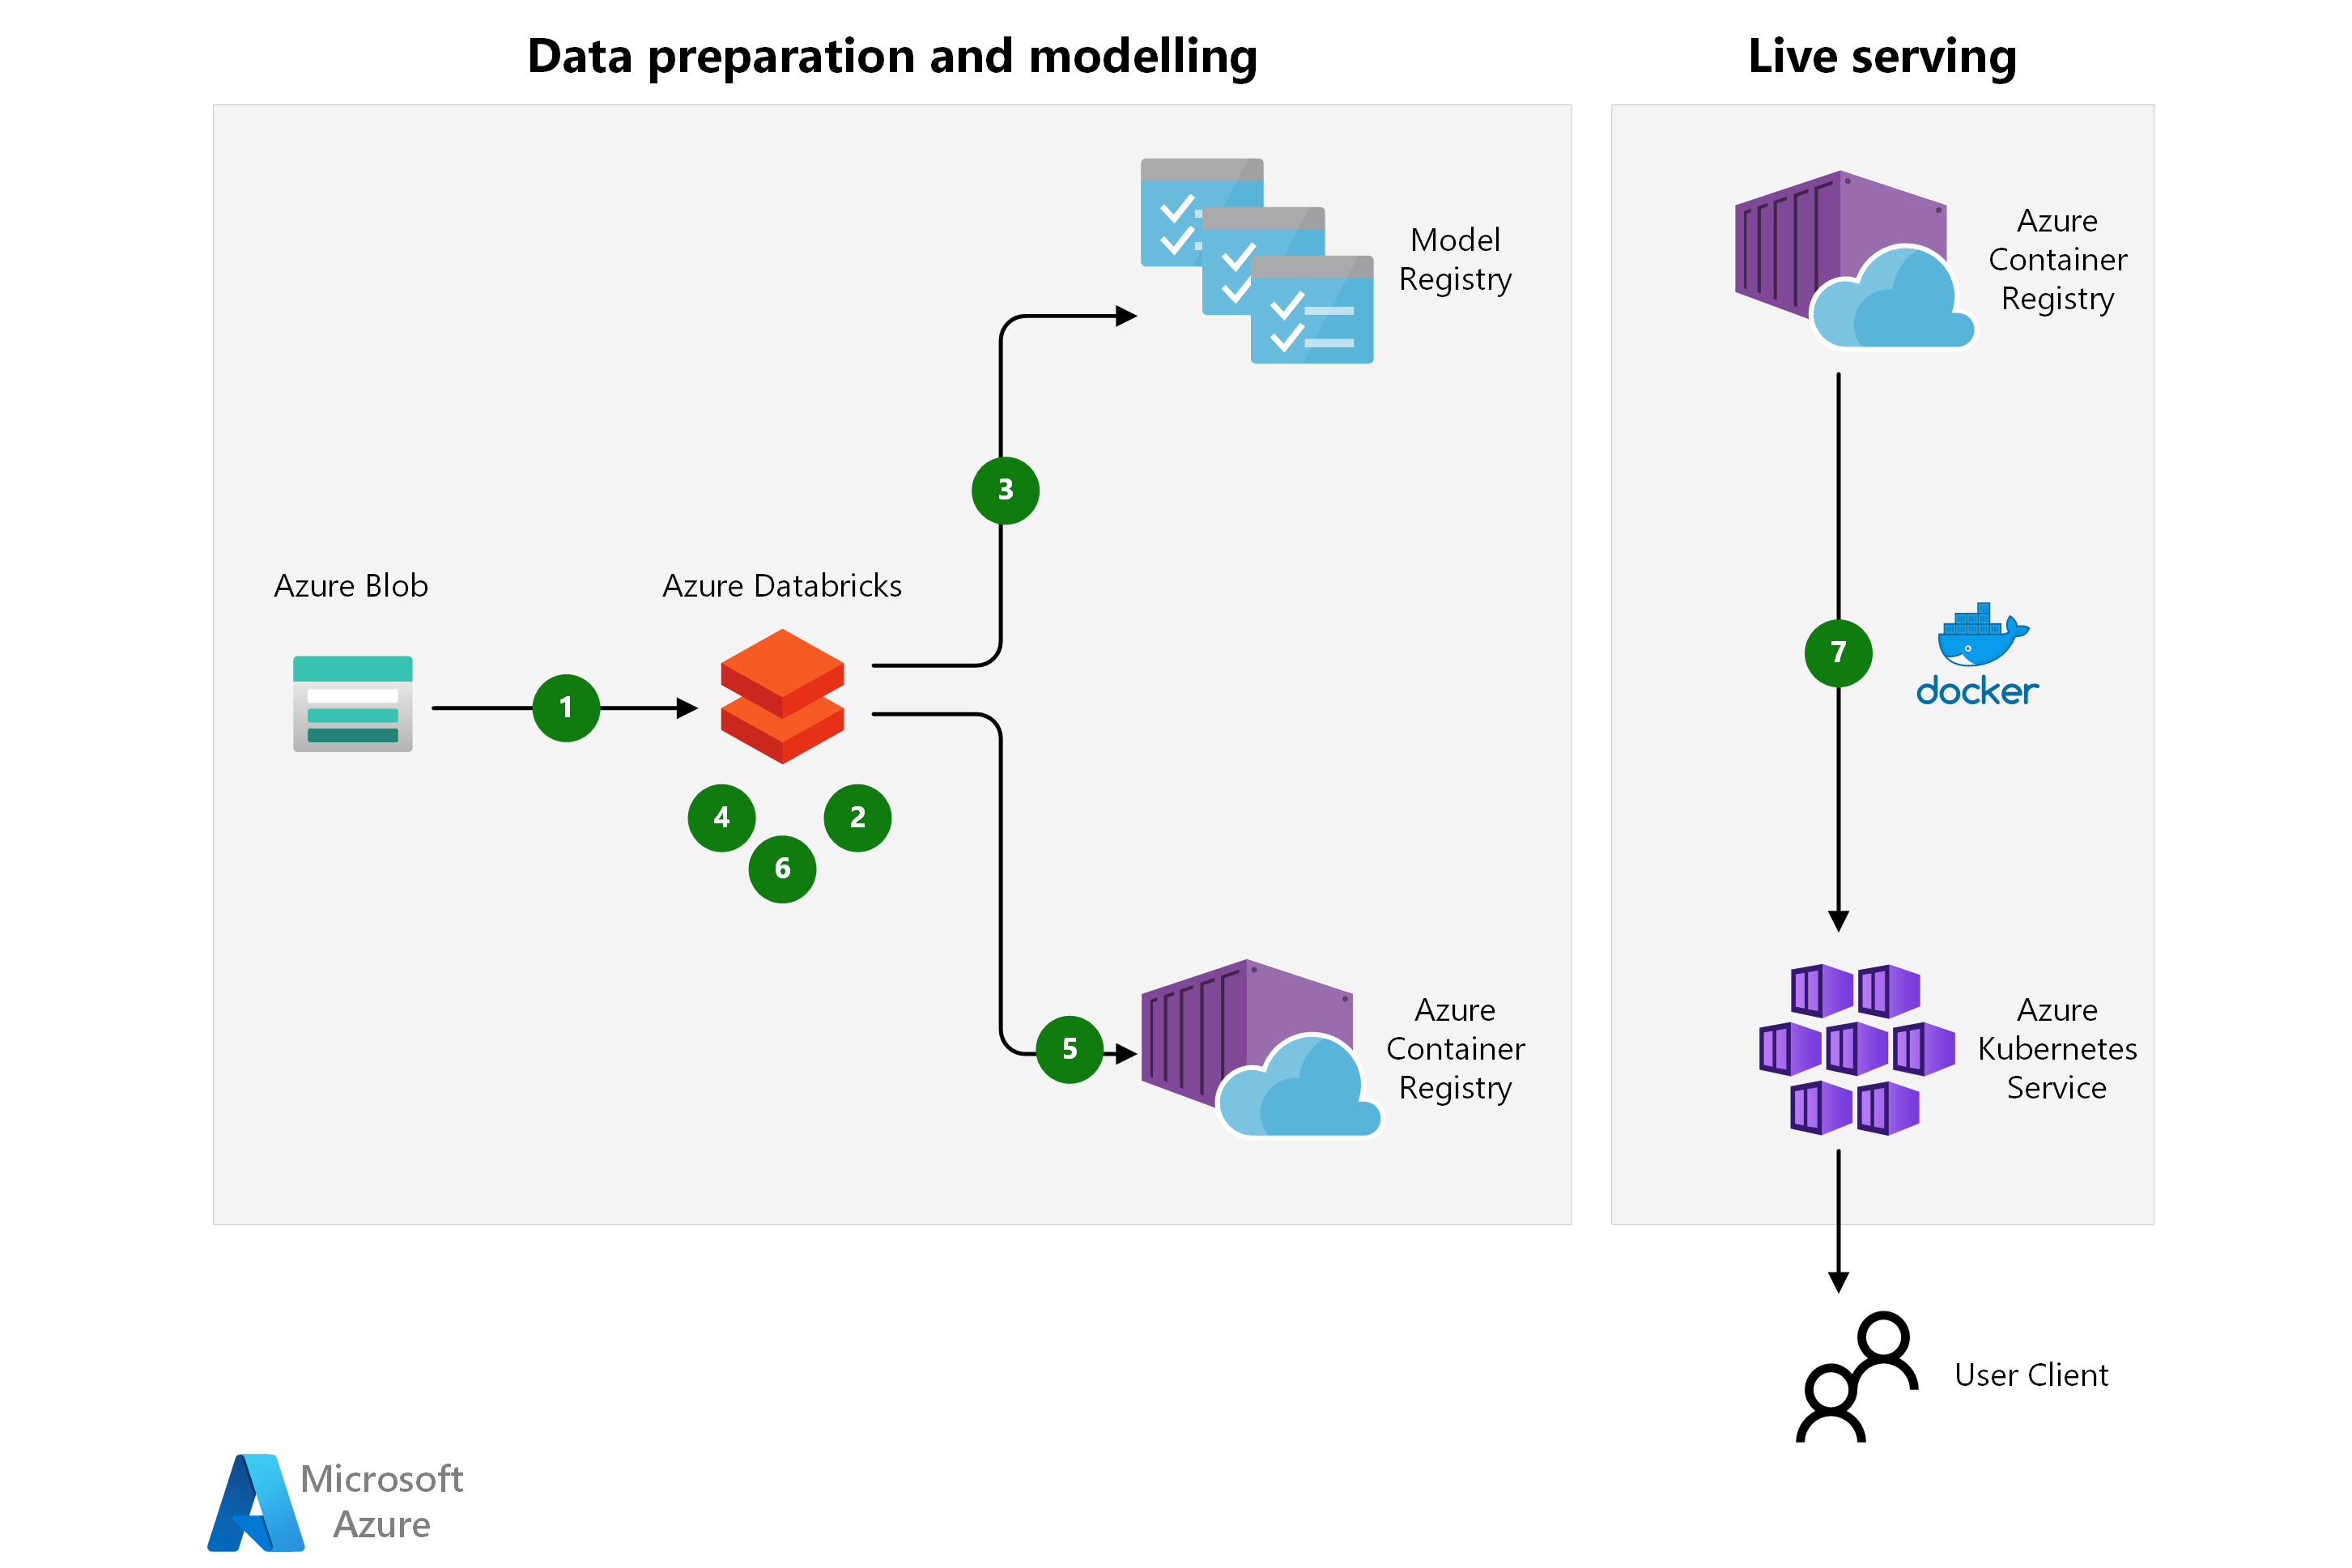 Data preparation and modelling
Live serving
Model
Registry
Azure
Container
Registry
3
Azure Blob
Azure Databricks
1
7
docker
4
2
6
5
Azure
Container
Registry
Azure
Kubernetes
Service
User Client
Microsoft
Azure